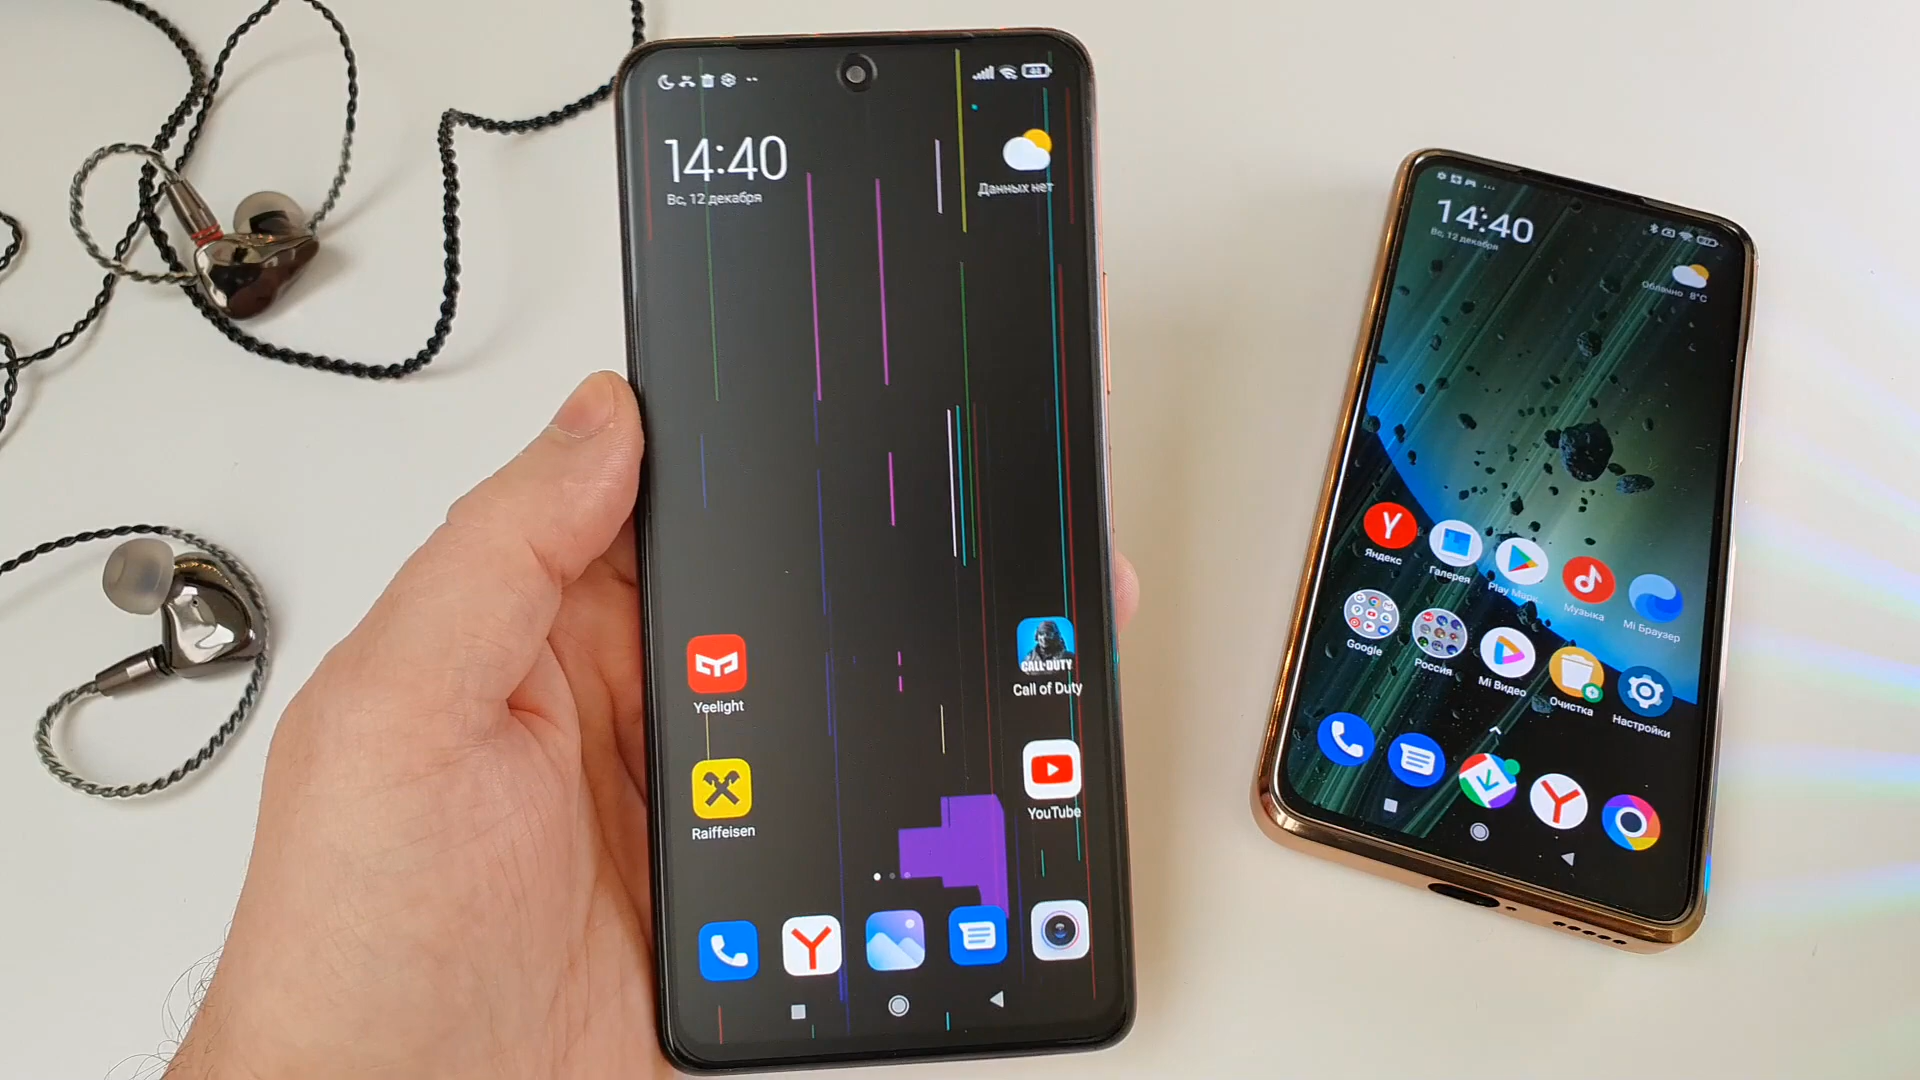 14:40
Вс, 12 декабря
Данных нет
CALL·DUTY
Yeelight
Call of Duty
Raiffeisen
YouTube
14:40
Вс, 12 декабря
Облачно 8°C
Яндекс
Галерея
Play Марк...
Музыка
Mi Браузер
Google
Россия
Mi Видео
Очистка
Настройки